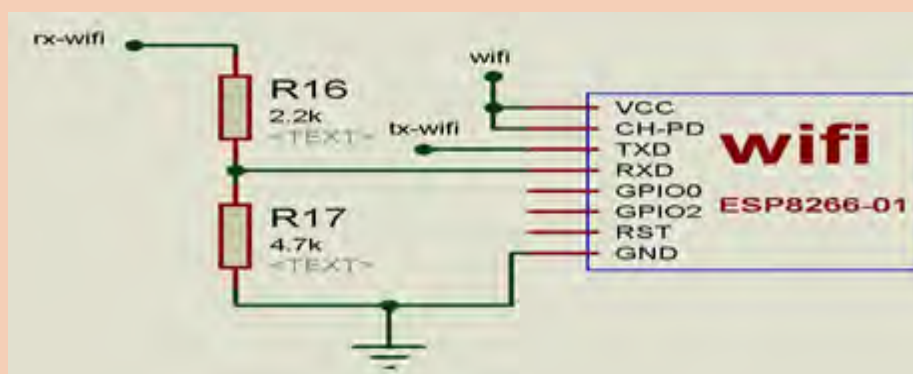 rx-wifi
R16
2.2k
<TEXT>
tx-wifi
R17
4.7k
<TEXT>
wifi
VCC
CH-PD
TXD
RXD
GPIO0
GPIO2
RST
GND
wifi
ESP8266-01